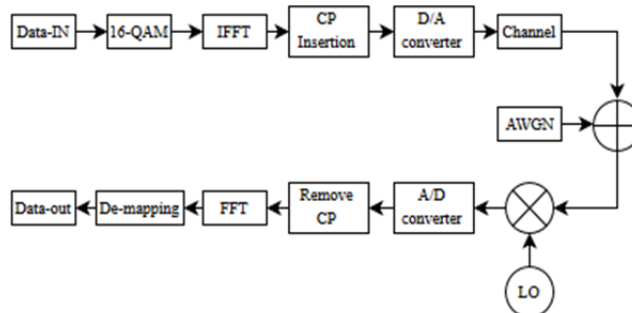 Data-IN
16-QAM
IFFT
CP
Insertion
D/A
converter
Channel
AWGN
Data-out
De-mapping
FFT
Remove
CP
A/D
converter
LO